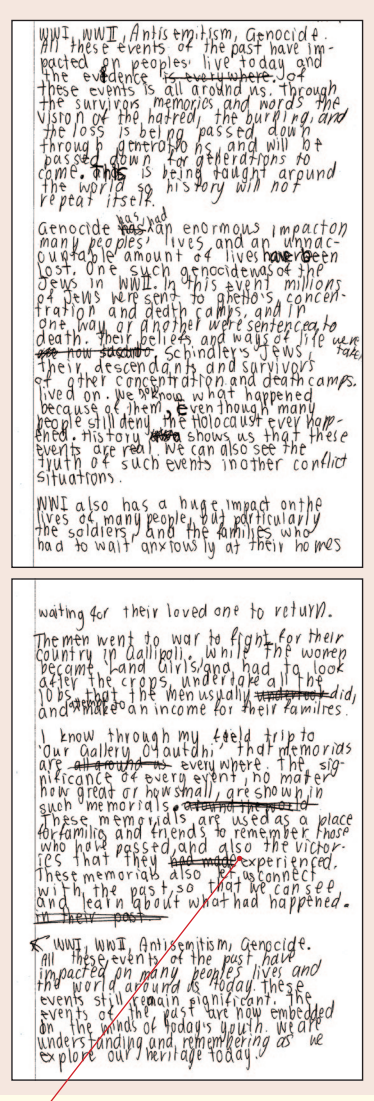 WWI, WWII, Antisemitism, Genocide.
All these events of the past have im-
pacted on peoples' live today and
the evidence is everywhere. of
these events is all around us. Through
the survivors memories and words the
vision of the hatred, the burning, and
the loss is being passed down
through generations and will be
passed down for generations to
come. This is being taught around
the world so history will not
repeat itself.
has had
Genocide has an enormous impact on
many peoples' lives and an unnac-
ountable amount of lives have been
lost. One such genocide was of the
Jews in WWII. In this event millions
of Jews were sent to ghetto's, concen-
tration and death camps, and in
one way or another were sentenced to
death. Their beliefs and ways of life were
taken
are now Schindler's Jews,
their descendants and survivors
of other concentration and death camps.
lived on. We now know what happened
because of them, Even though many
people still deny the Holocaust ever happ-
ened. History shows us that these
events are real. We can also see the
truth of such events in other conflict
situations.
WWI also has a huge impact on the
lives of many people, but particularly
the soldiers, and the families who
had to wait anxiously at their homes
waiting for their loved one to return.
The men went to war to fight for their
country in Gallipoli. While the women
became 'Land Girls' and had to look
after the crops, undertake all the
jobs that the men usually did,
and attempt to make an income for their families.
I know through my field trip to
'Our Gallery Oyautchi', that memorials
are all around us everywhere. The sig-
nificance of every event, no mater
how great or how small, are shown in
such memorials. around the world
These memorials are used as a place
for families and friends to remember those
who have passed, and also the victor-
ies that they had made experienced.
These memorials also let us connect
with the past, so that we can see
and learn about what had happened.
in their past
WWI, WWII, Antisemitism, Genocide.
All these events of the past have
impacted on many peoples lives and
the world around us today. These
events still remain significant. The
events of the past are now embedded
on the minds of today's youth. We are
understanding and remembering as we
explore our heritage today.